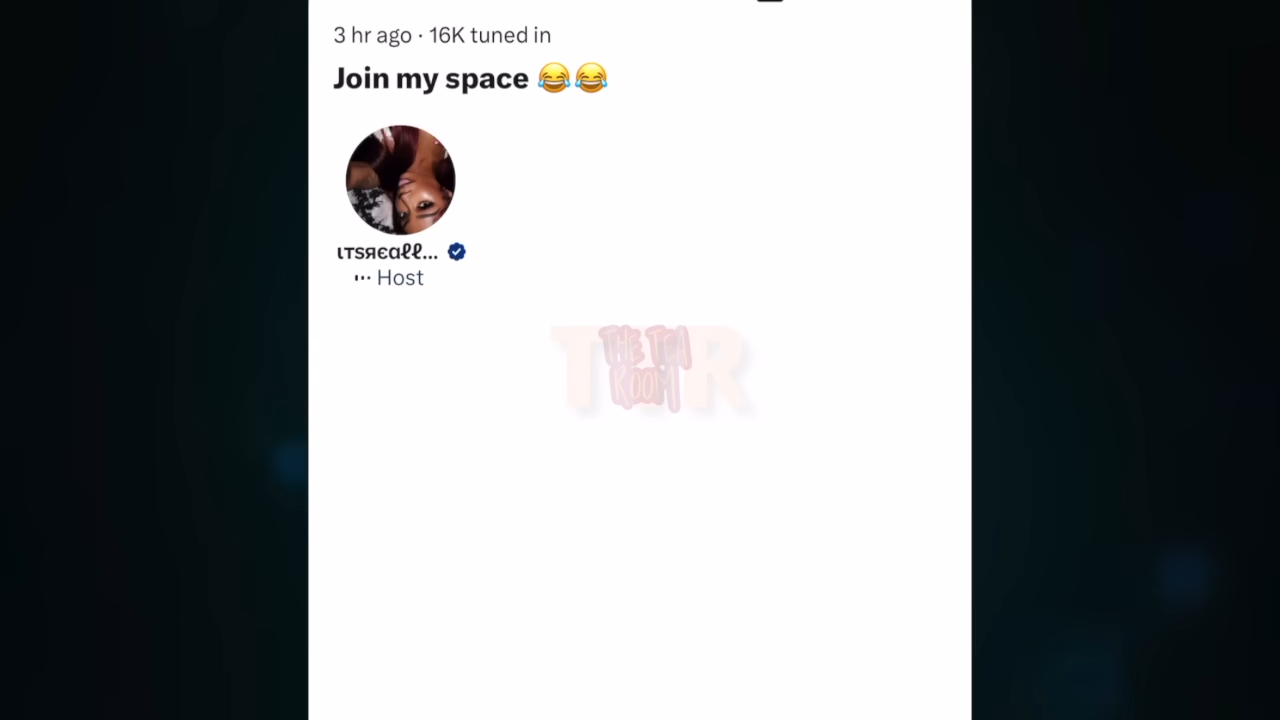 3 hr ago · 16K tuned in
Join my space 😂😂
ιтѕяєαℓℓ...
··· Host
T R
THE TEA
ROOM